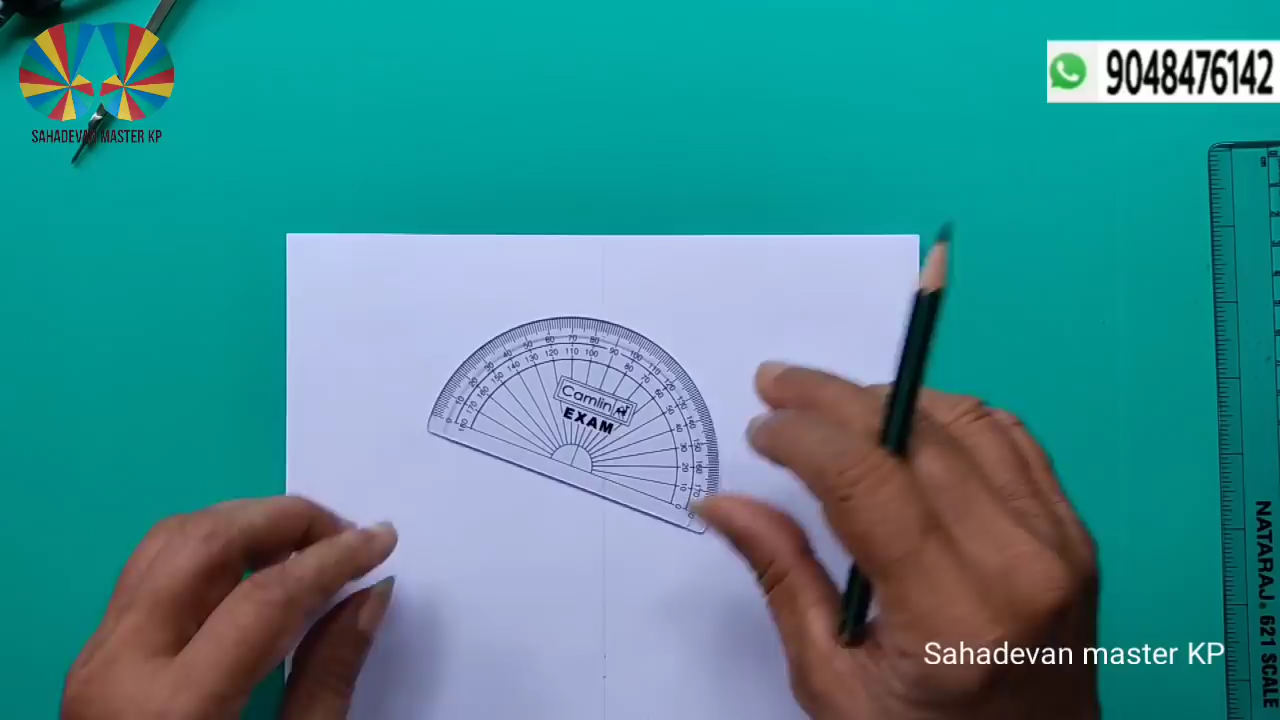 SAHADEVAN MASTER KP
9048476142
Camlin
EXAM
NATARAJ® 621 SCALE
Sahadevan master KP